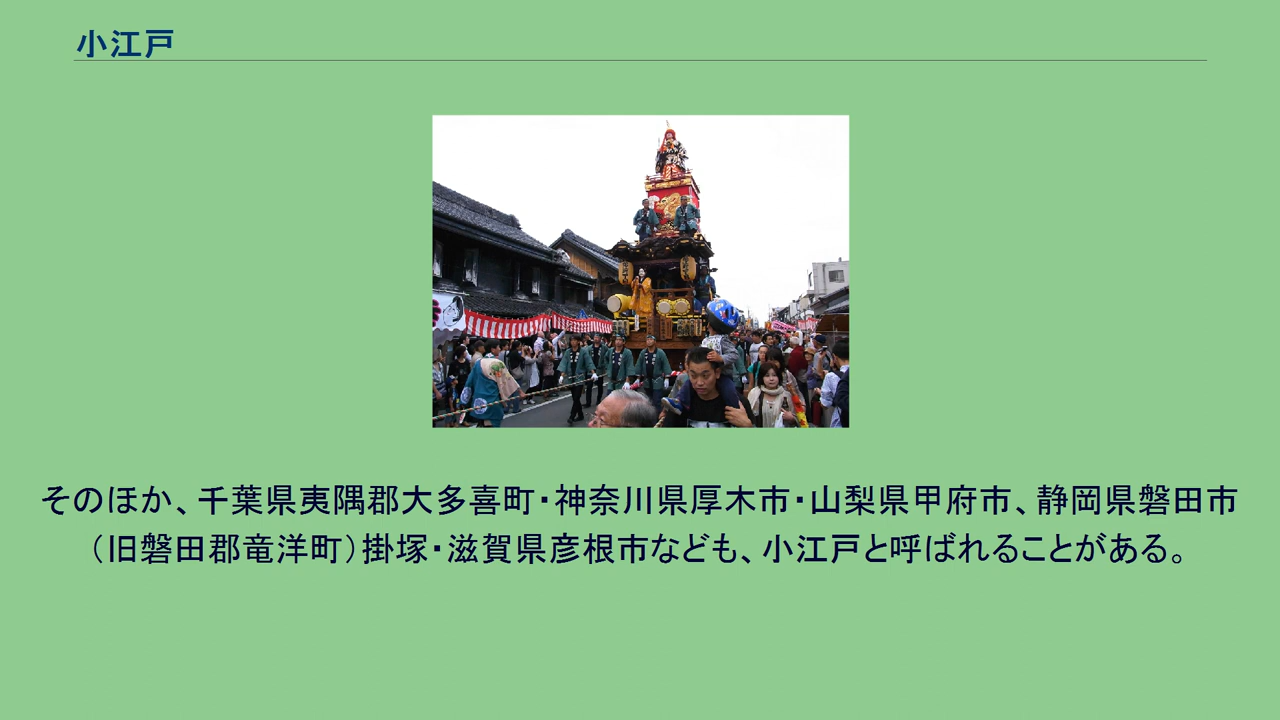 小江戸
そのほか、千葉県夷隅郡大多喜町・神奈川県厚木市・山梨県甲府市、静岡県磐田市
（旧磐田郡竜洋町）掛塚・滋賀県彦根市なども、小江戸と呼ばれることがある。